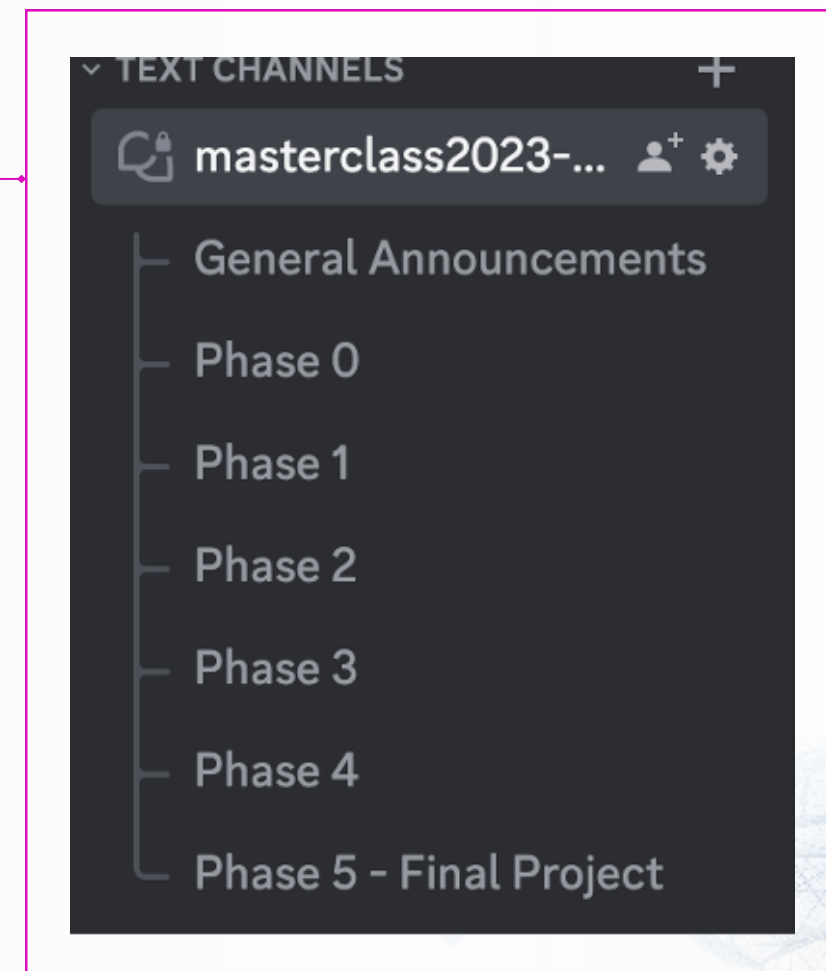 TEXT CHANNELS
masterclass2023-...
General Announcements
Phase 0
Phase 1
Phase 2
Phase 3
Phase 4
Phase 5 - Final Project